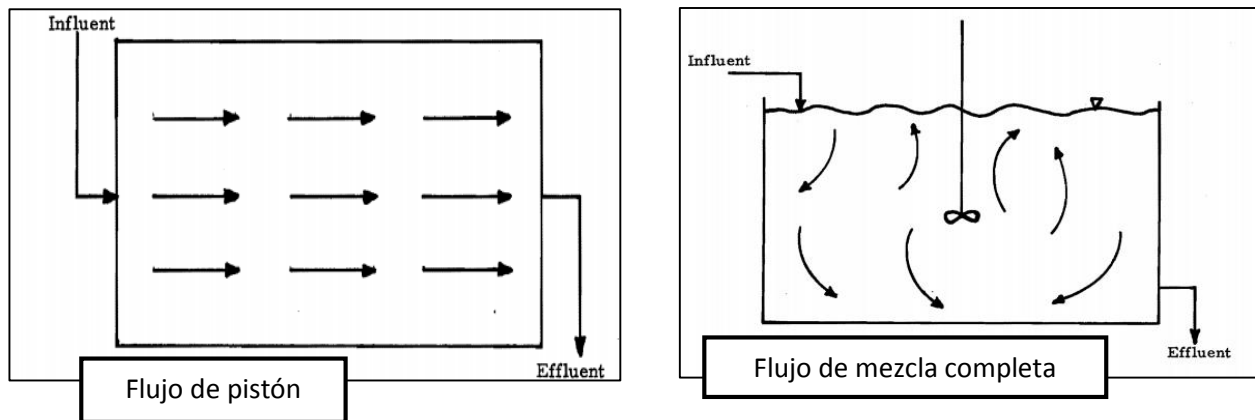 Influent
Effluent
Flujo de pistón
Influent
Effluent
Flujo de mezcla completa